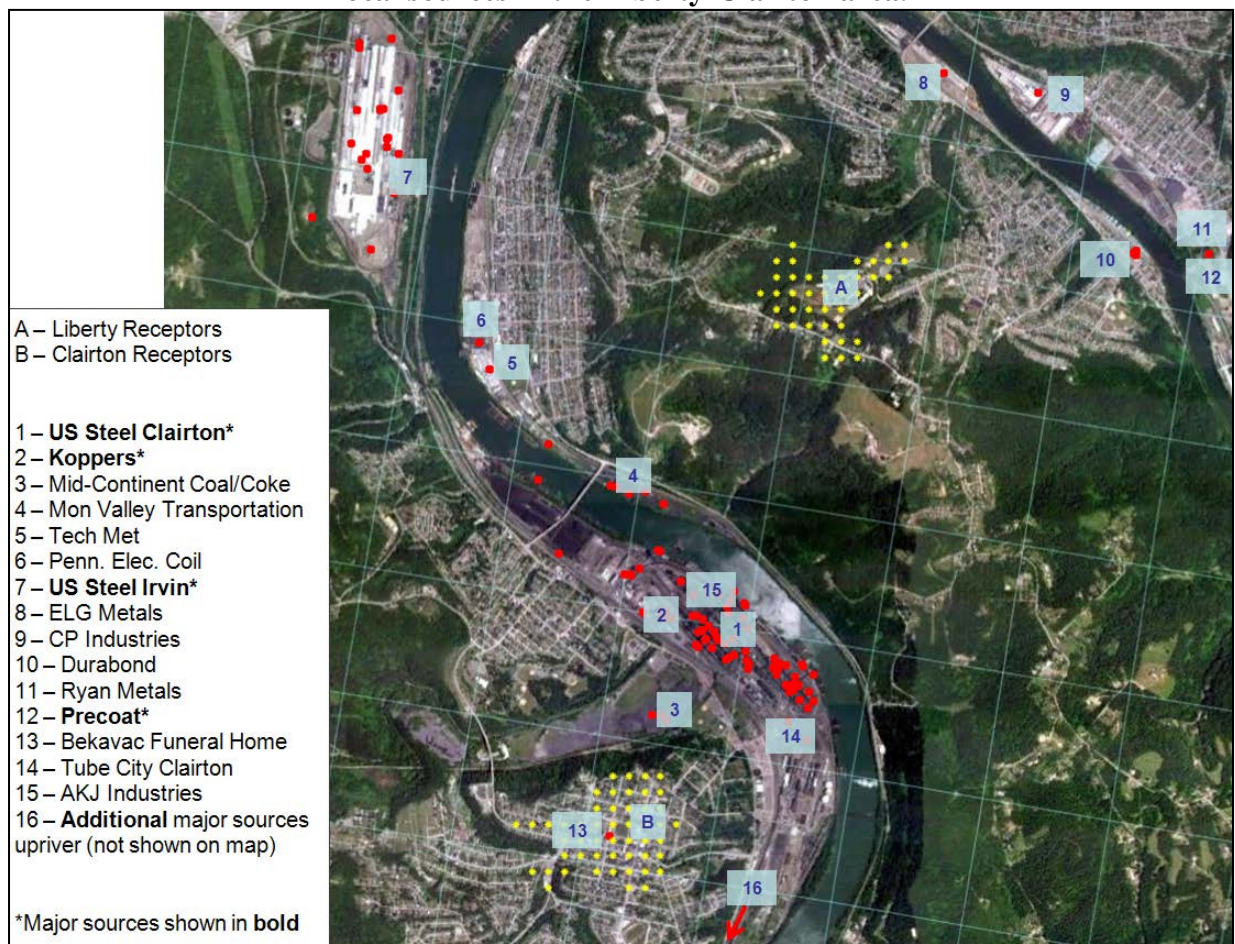 A – Liberty Receptors
B – Clairton Receptors
1 – US Steel Clairton*
2 – Koppers*
3 – Mid-Continent Coal/Coke
4 – Mon Valley Transportation
5 – Tech Met
6 – Penn. Elec. Coil
7 – US Steel Irvin*
8 – ELG Metals
9 – CP Industries
10 – Durabond
11 – Ryan Metals
12 – Precoat*
13 – Bekavac Funeral Home
14 – Tube City Clairton
15 – AKJ Industries
16 – Additional major sources
upriver (not shown on map)
*Major sources shown in bold
8
9
7
11
A
10
12
6
5
4
15
2
1
3
14
13
B
16